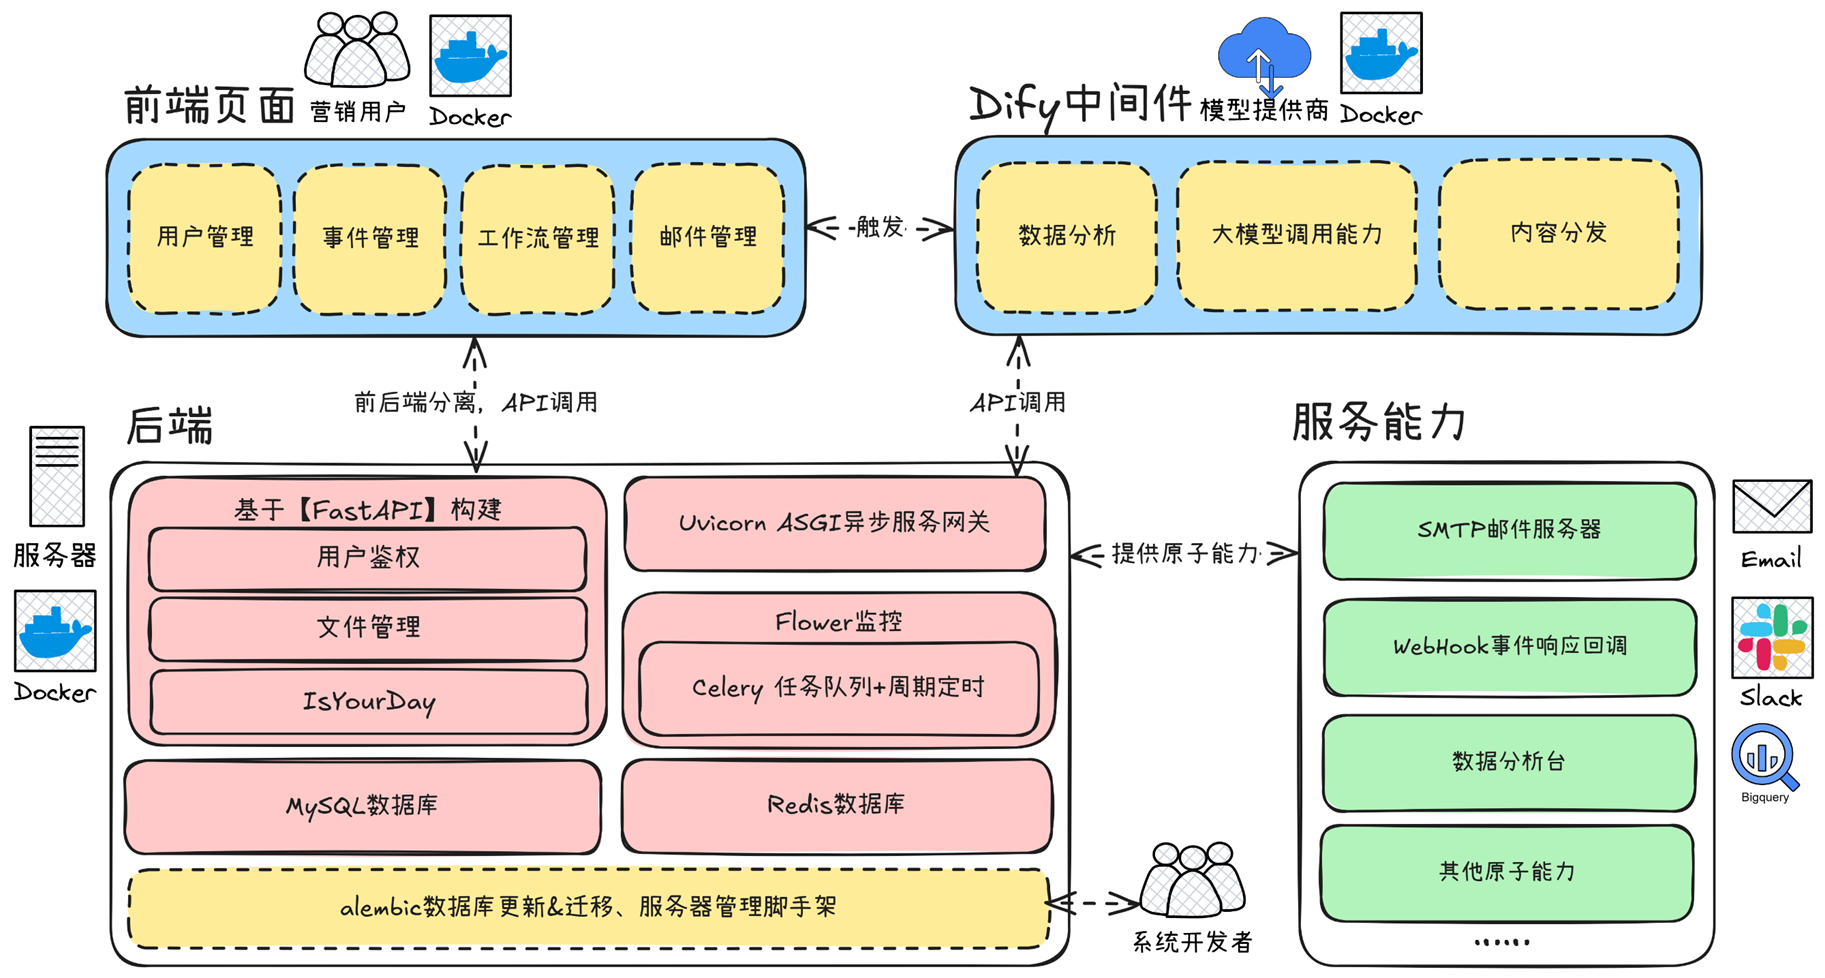 前端页面
营销用户
Docker
用户管理
事件管理
工作流管理
邮件管理
触发
Dify中间件
模型提供商
Docker
数据分析
大模型调用能力
内容分发
前后端分离，API调用
API调用
后端
服务器
Docker
基于【FastAPI】构建
用户鉴权
文件管理
IsYourDay
Uvicorn ASGI异步服务网关
Flower监控
Celery 任务队列+周期定时
MySQL数据库
Redis数据库
alembic数据库更新&迁移、服务器管理脚手架
提供原子能力
系统开发者
服务能力
SMTP邮件服务器
WebHook事件响应回调
数据分析台
其他原子能力
......
Email
Slack
Bigquery